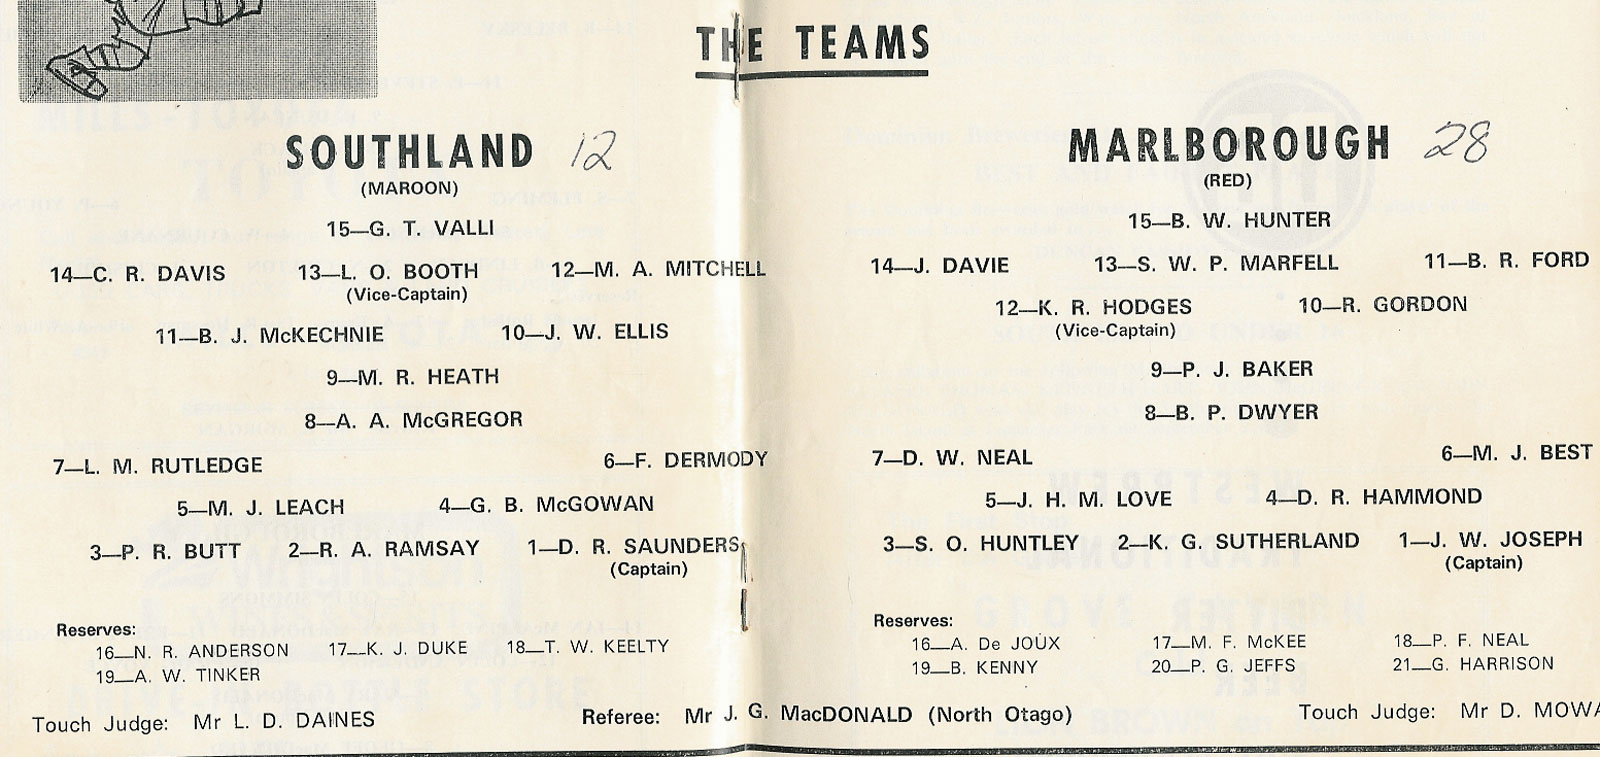 THE TEAMS
SOUTHLAND 12
(MAROON)
15—G. T. VALLI
14—C. R. DAVIS 13—L. O. BOOTH 12—M. A. MITCHELL
(Vice-Captain)
11—B. J. McKECHNIE 10—J. W. ELLIS
9—M. R. HEATH
8—A. A. McGREGOR
7—L. M. RUTLEDGE 6—F. DERMODY
5—M. J. LEACH 4—G. B. McGOWAN
3—P. R. BUTT 2—R. A. RAMSAY 1—D. R. SAUNDERS
(Captain)
Reserves:
16—N. R. ANDERSON 17—K. J. DUKE 18—T. W. KEELTY
19—A. W. TINKER
Touch Judge: Mr L. D. DAINES
MARLBOROUGH 28
(RED)
15—B. W. HUNTER
14—J. DAVIE 13—S. W. P. MARFELL 11—B. R. FORD
12—K. R. HODGES 10—R. GORDON
(Vice-Captain)
9—P. J. BAKER
8—B. P. DWYER
7—D. W. NEAL 6—M. J. BEST
5—J. H. M. LOVE 4—D. R. HAMMOND
3—S. O. HUNTLEY 2—K. G. SUTHERLAND 1—J. W. JOSEPH
(Captain)
Reserves:
16—A. De JOUX 17—M. F. McKEE 18—P. F. NEAL
19—B. KENNY 20—P. G. JEFFS 21—G. HARRISON
Referee: Mr J. G. MacDONALD (North Otago)
Touch Judge: Mr D. MOWA